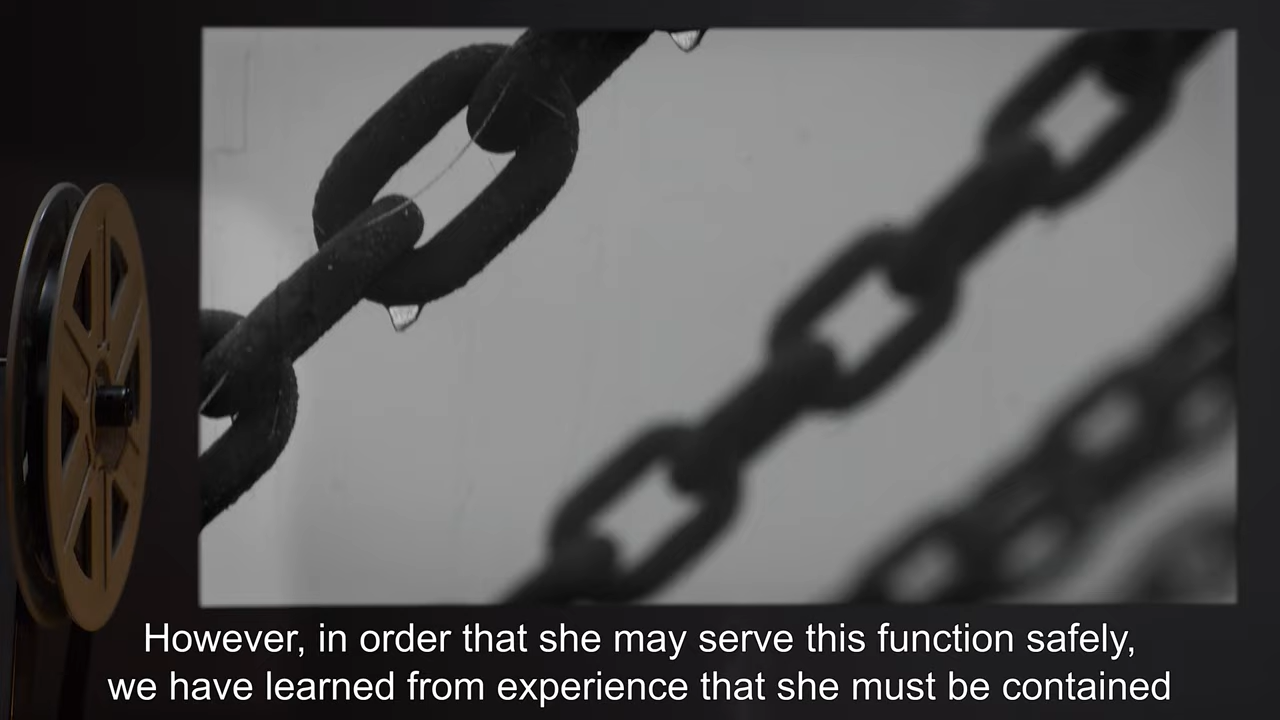 However, in order that she may serve this function safely,
we have learned from experience that she must be contained